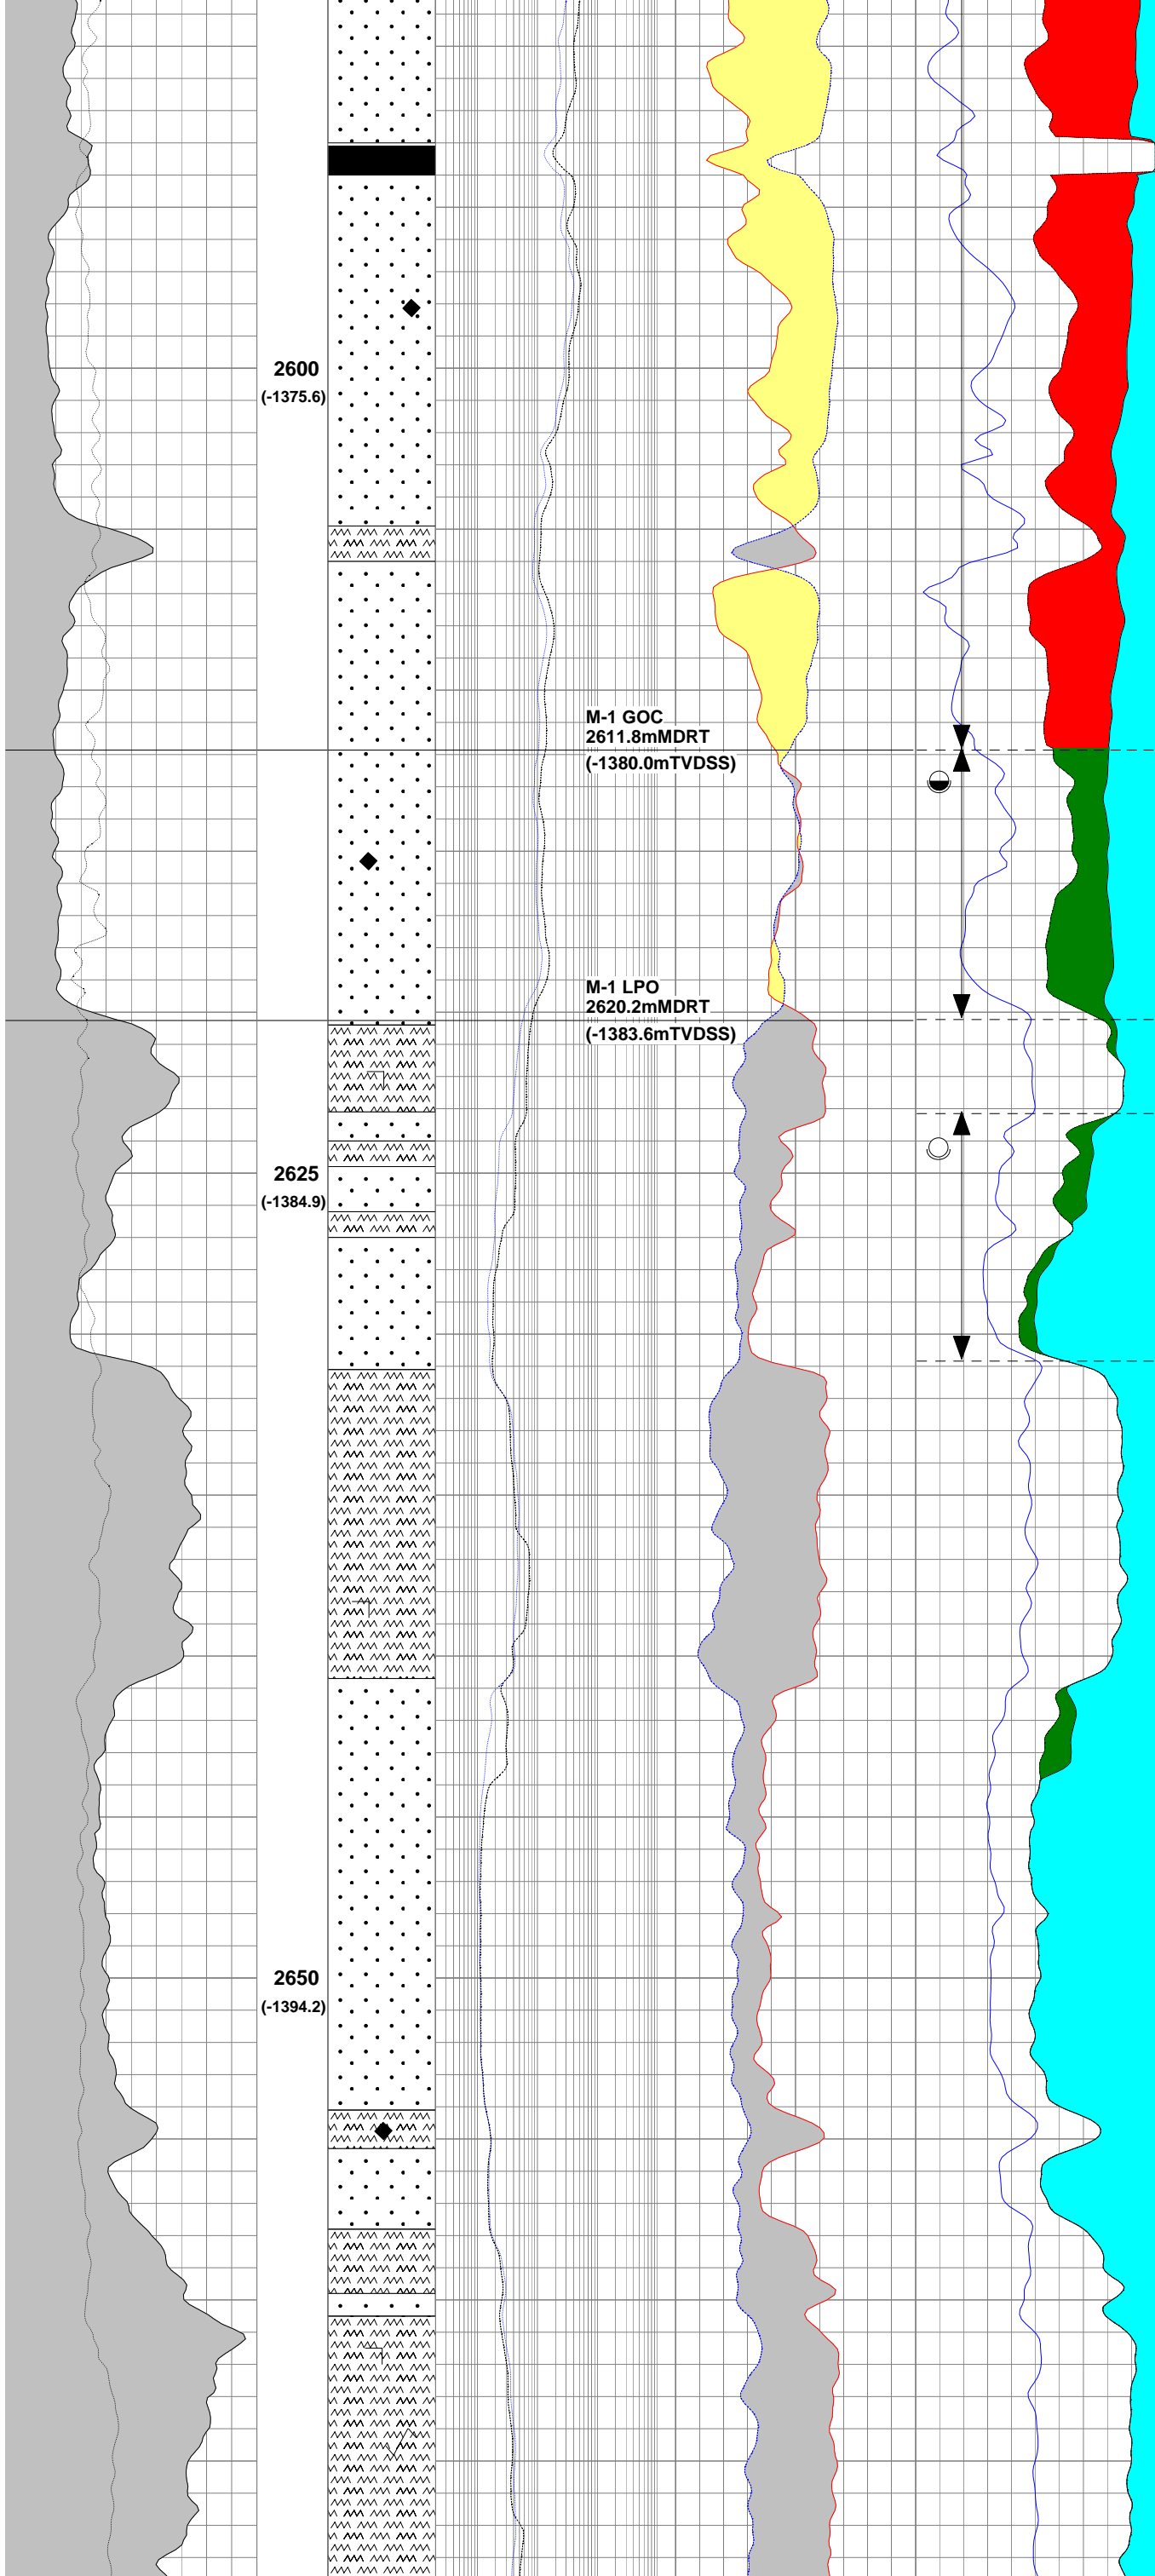 2600
(-1375.6)
M-1 GOC
2611.8mMDRT
(-1380.0mTVDSS)
M-1 LPO
2620.2mMDRT
(-1383.6mTVDSS)
2625
(-1384.9)
2650
(-1394.2)